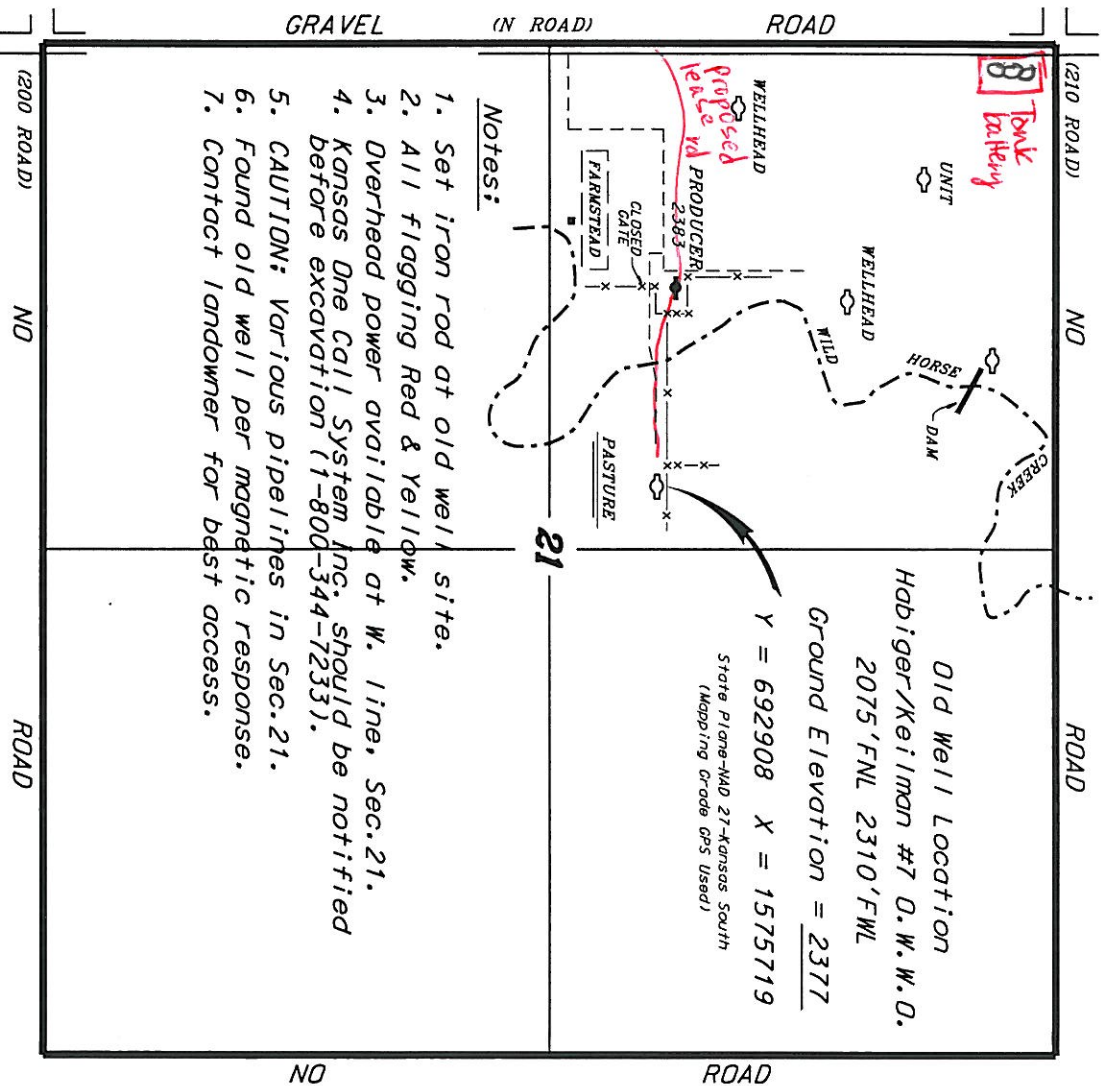 GRAVEL (N ROAD) ROAD
(210 ROAD) NO ROAD
Tank
battery
proposed
lease rd
WELLHEAD
UNIT
WELLHEAD
WILD HORSE CREEK
DAM
PRODUCER
2383
CLOSED
GATE
FARMSTEAD
PASTURE
21
Old Well Location
Habiger/Keilman #7 O.W.W.O.
2075'FNL 2310'FWL
Ground Elevation = 2377
Y = 692908 X = 1575719
State Plane-NAD 27-Kansas South
(Mapping Grade GPS Used)
Notes:
1. Set iron rod at old well site.
2. All flagging Red & Yellow.
3. Overhead power available at W. line, Sec.21.
4. Kansas One Call System Inc. should be notified
before excavation (1-800-344-7233).
5. CAUTION: Various pipelines in Sec.21.
6. Found old well per magnetic response.
7. Contact landowner for best access.
(200 ROAD) NO ROAD
NO ROAD